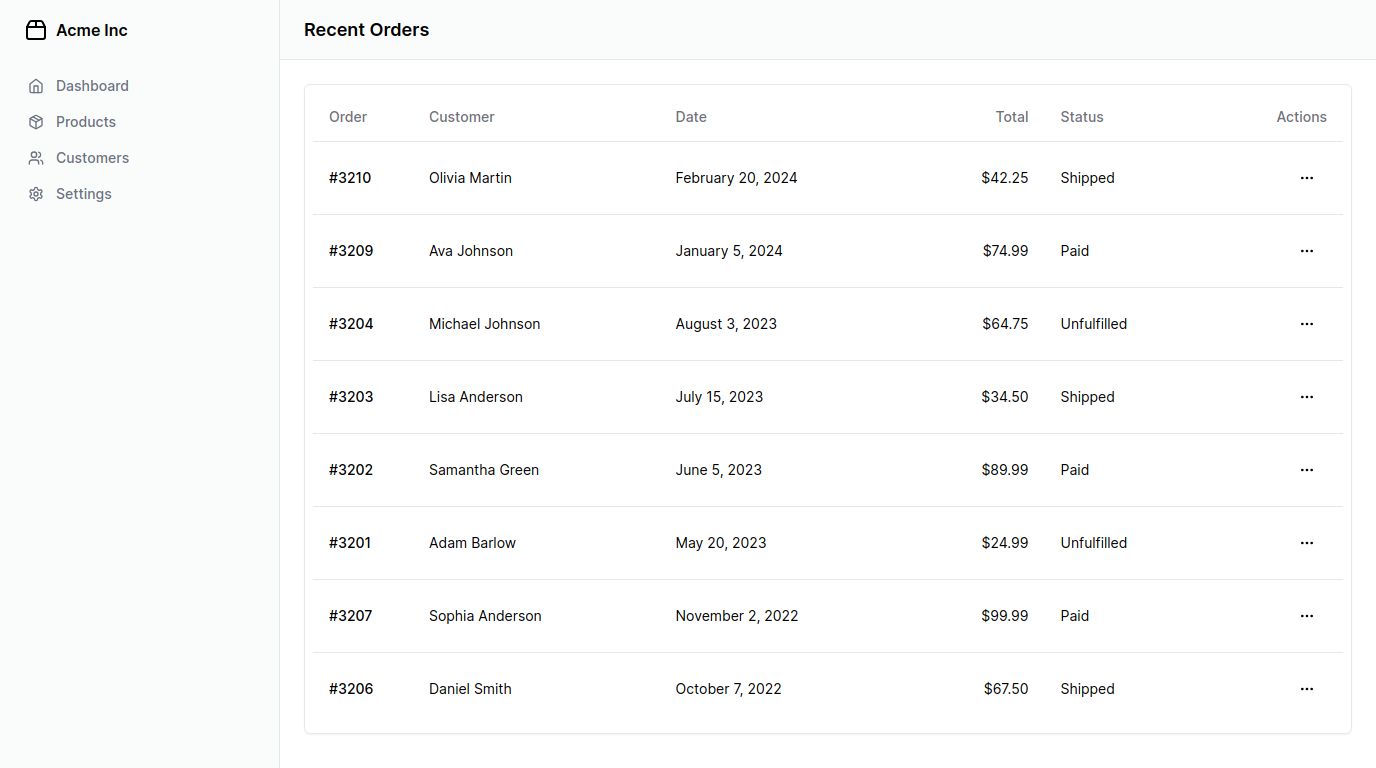 Acme Inc
Dashboard
Products
Customers
Settings
Recent Orders
Order Customer Date Total Status Actions
#3210 Olivia Martin February 20, 2024 $42.25 Shipped
#3209 Ava Johnson January 5, 2024 $74.99 Paid
#3204 Michael Johnson August 3, 2023 $64.75 Unfulfilled
#3203 Lisa Anderson July 15, 2023 $34.50 Shipped
#3202 Samantha Green June 5, 2023 $89.99 Paid
#3201 Adam Barlow May 20, 2023 $24.99 Unfulfilled
#3207 Sophia Anderson November 2, 2022 $99.99 Paid
#3206 Daniel Smith October 7, 2022 $67.50 Shipped